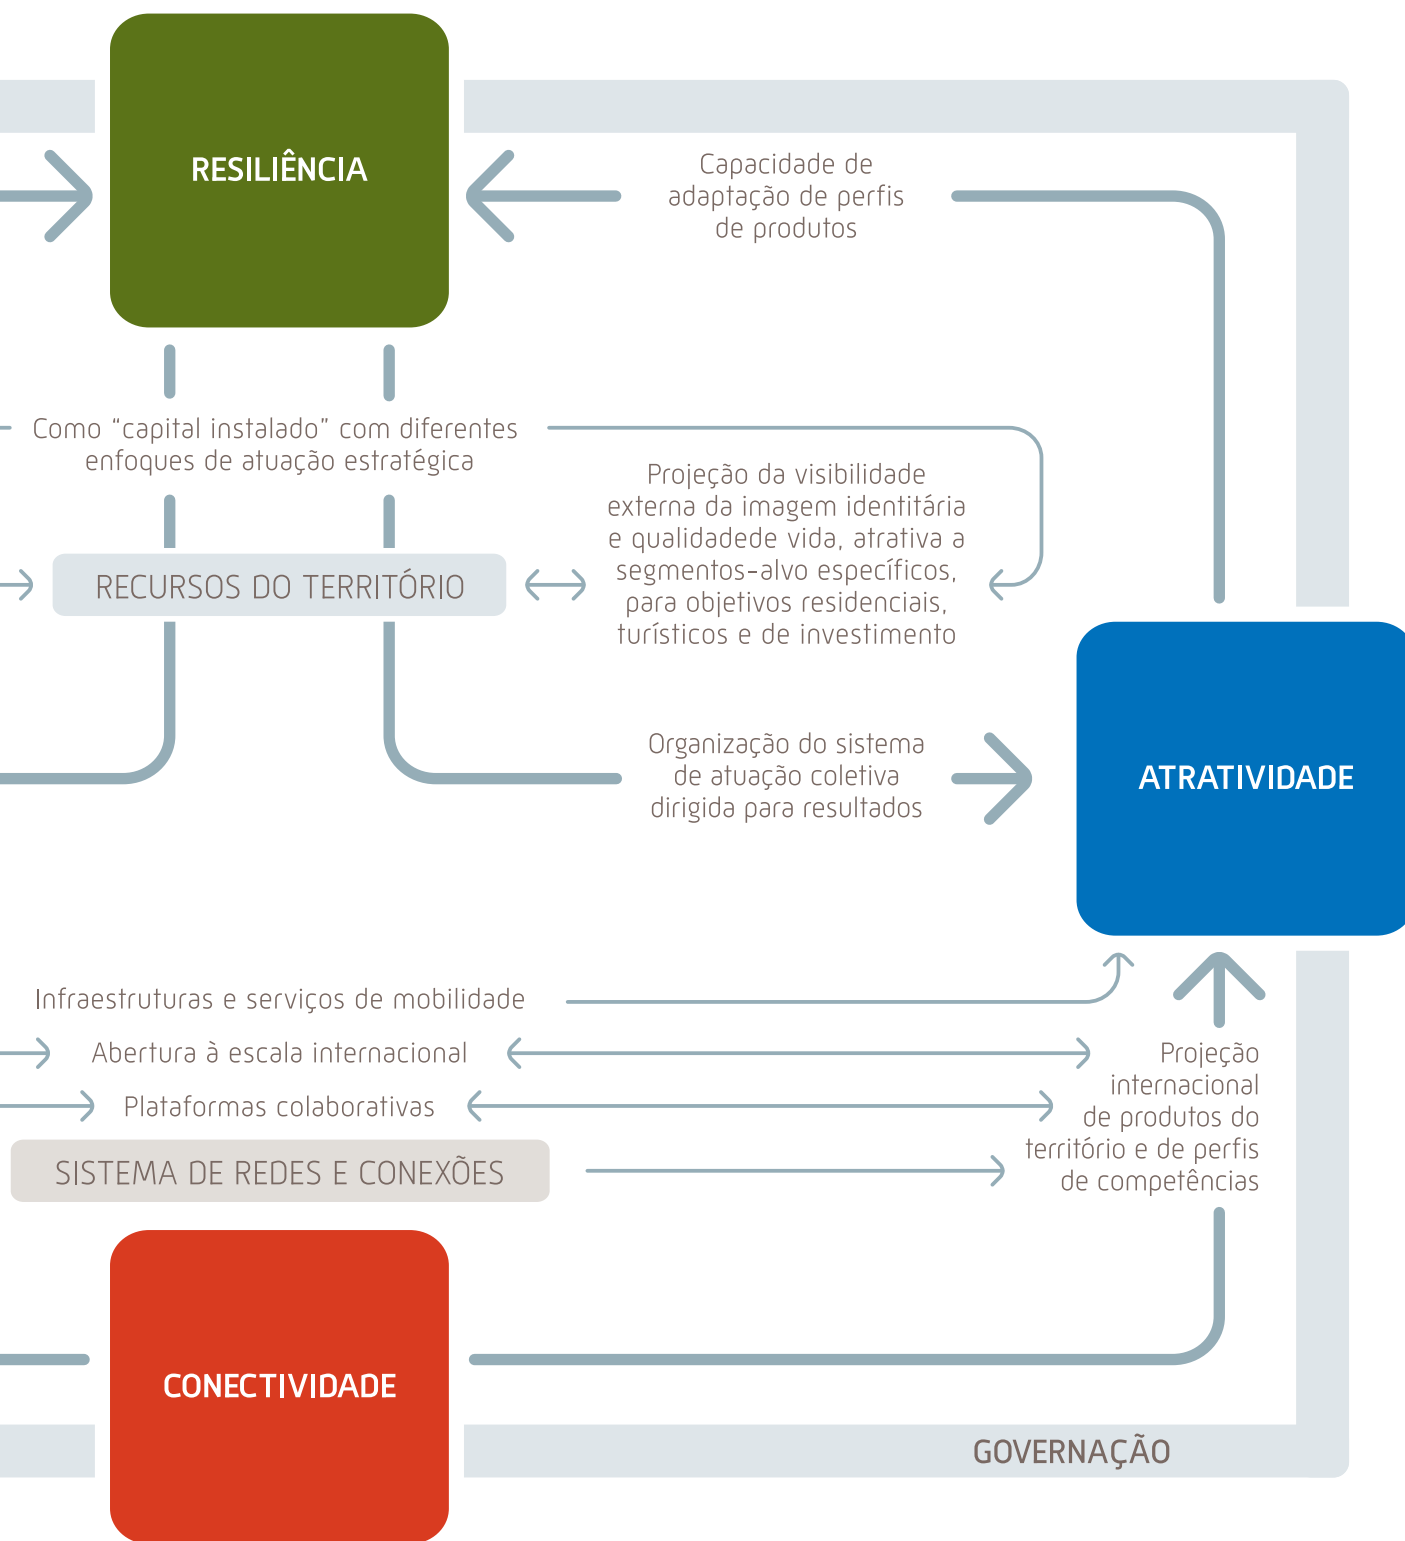 RESILIÊNCIA
Capacidade de
adaptação de perfis
de produtos
Como “capital instalado” com diferentes
enfoques de atuação estratégica
Projeção da visibilidade
externa da imagem identitária
e qualidadede vida, atrativa a
segmentos-alvo específicos,
para objetivos residenciais,
turísticos e de investimento
RECURSOS DO TERRITÓRIO
Organização do sistema
de atuação coletiva
dirigida para resultados
ATRATIVIDADE
Infraestruturas e serviços de mobilidade
Abertura à escala internacional
Plataformas colaborativas
SISTEMA DE REDES E CONEXÕES
Projeção
internacional
de produtos do
território e de perfis
de competências
CONECTIVIDADE
GOVERNAÇÃO